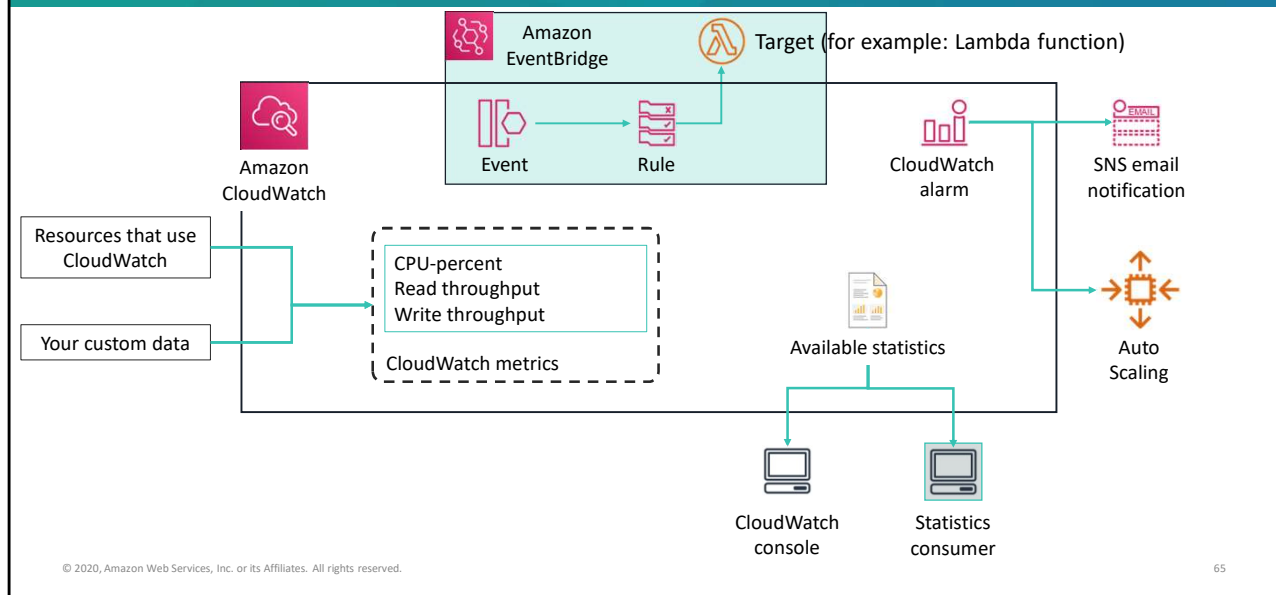 Amazon
EventBridge
Target (for example: Lambda function)
Event
Rule
Amazon
CloudWatch
CloudWatch
alarm
EMAIL
SNS email
notification
Resources that use
CloudWatch
Your custom data
CPU-percent
Read throughput
Write throughput
CloudWatch metrics
Available statistics
Auto
Scaling
CloudWatch
console
Statistics
consumer
© 2020, Amazon Web Services, Inc. or its Affiliates. All rights reserved.
65